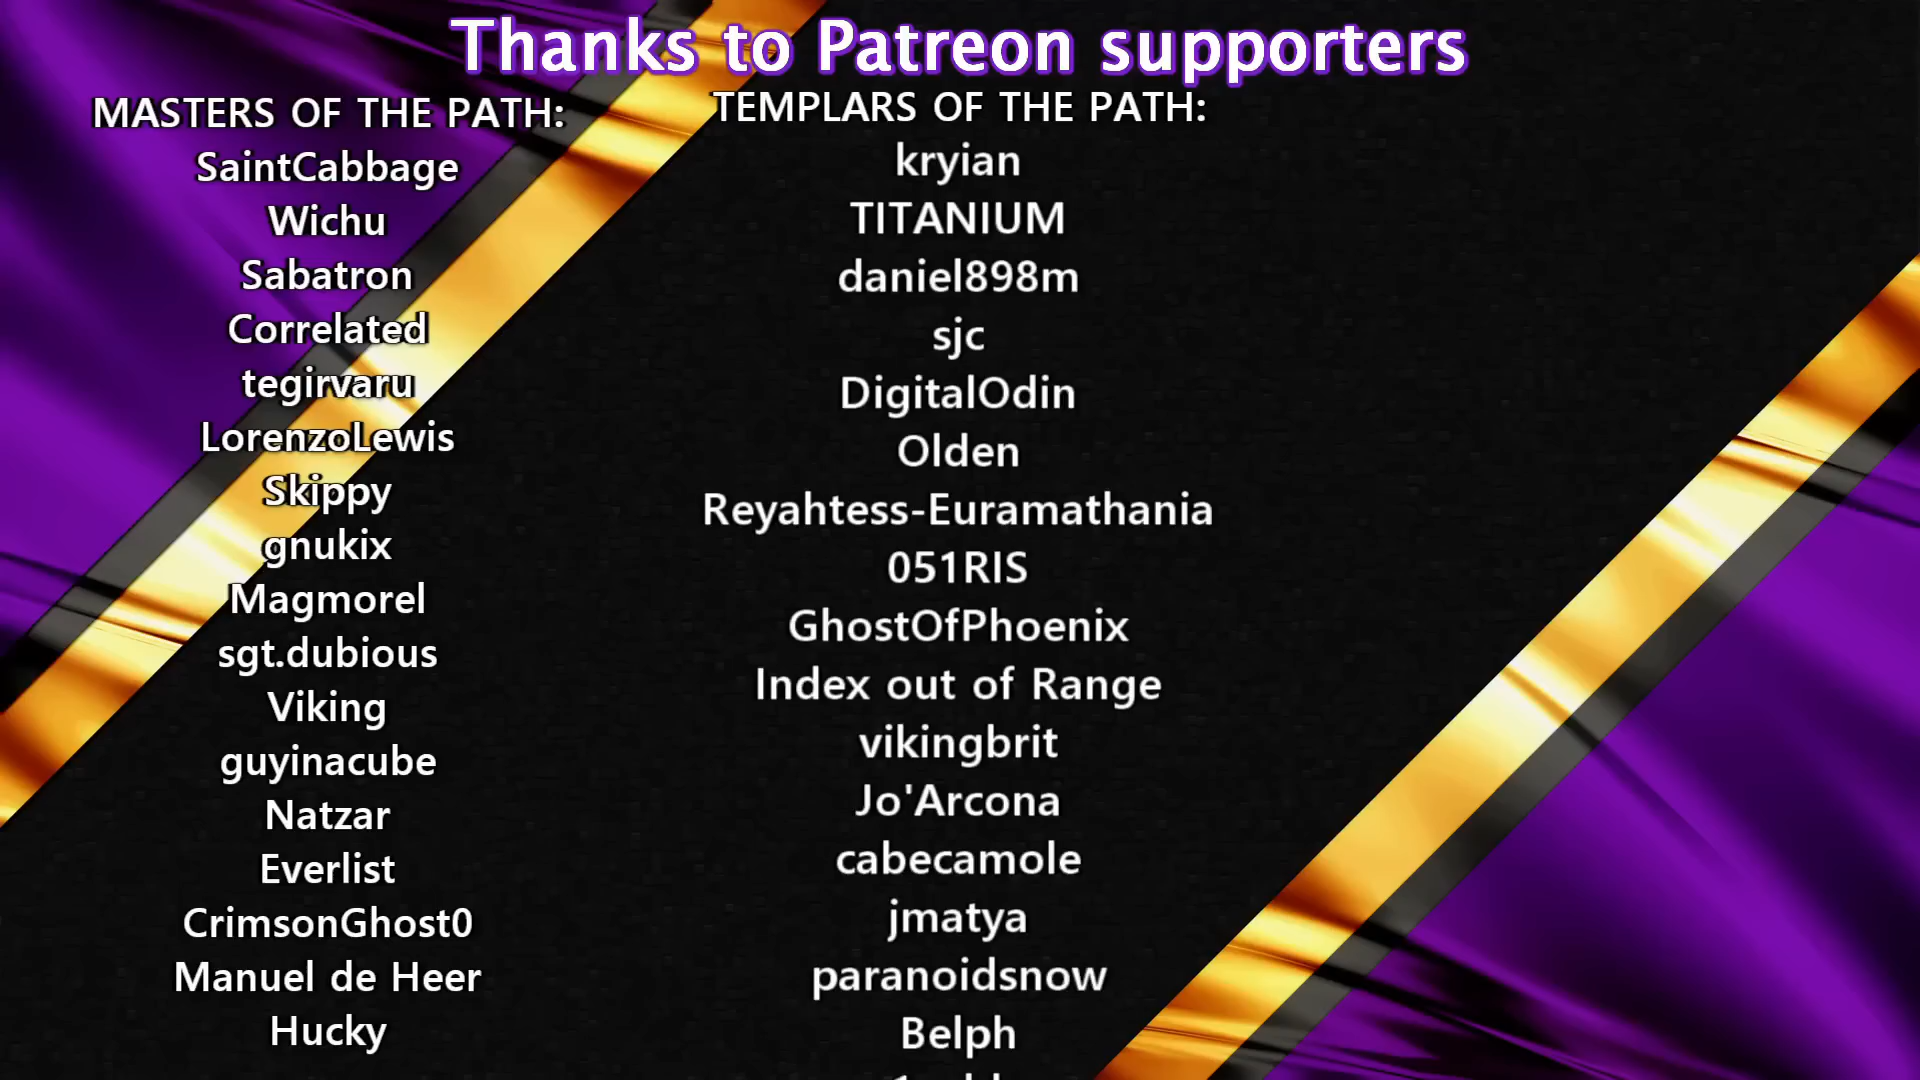 Thanks to Patreon supporters
MASTERS OF THE PATH:
SaintCabbage
Wichu
Sabatron
Correlated
tegirvaru
LorenzoLewis
Skippy
gnukix
Magmorel
sgt.dubious
Viking
guyinacube
Natzar
Everlist
CrimsonGhost0
Manuel de Heer
Hucky
TEMPLARS OF THE PATH:
kryian
TITANIUM
daniel898m
sjc
DigitalOdin
Olden
Reyahtess-Euramathania
051RIS
GhostOfPhoenix
Index out of Range
vikingbrit
Jo'Arcona
cabecamole
jmatya
paranoidsnow
Belph